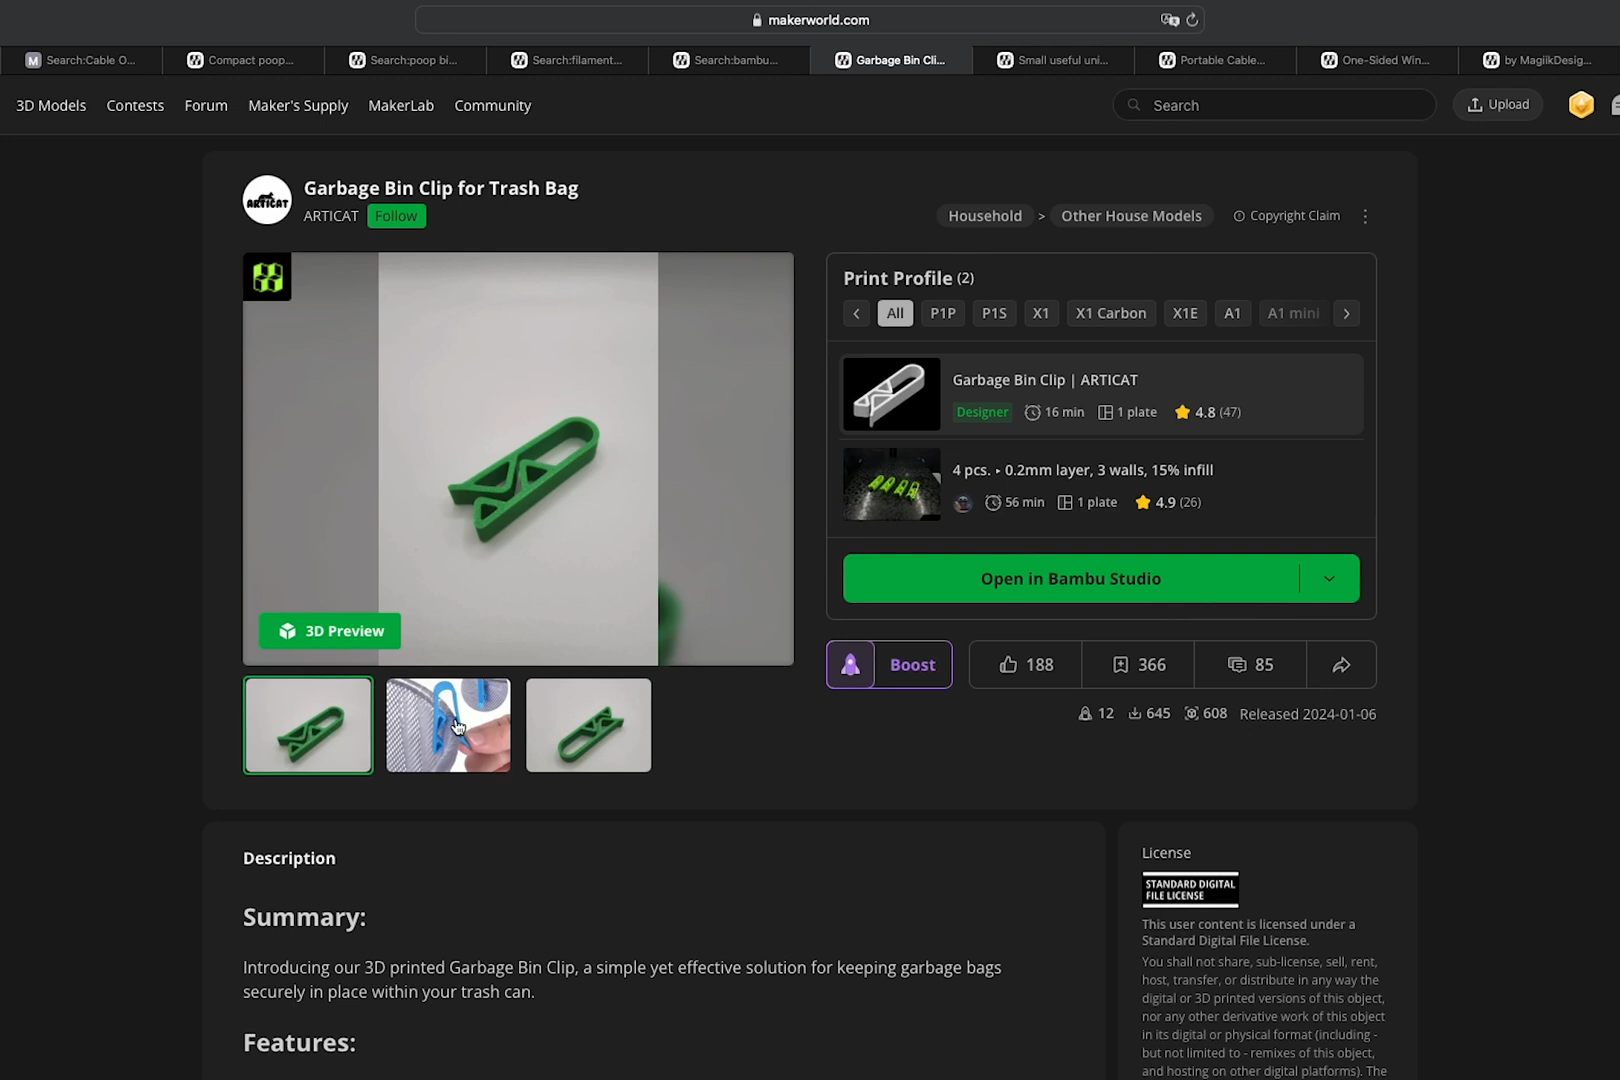 makerworld.com
M Search:Cable O...
Compact poop...
Search:poop bi...
Search:filament...
Search:bambu...
Garbage Bin Cli...
Small useful uni...
Portable Cable...
One-Sided Win...
by MagiikDesig...
3D Models Contests Forum Maker's Supply MakerLab Community
Search
Upload
Garbage Bin Clip for Trash Bag
ARTICAT
ARTICAT Follow
Household > Other House Models Copyright Claim
3D Preview
Print Profile (2)
All P1P P1S X1 X1 Carbon X1E A1 A1 mini
Garbage Bin Clip | ARTICAT
Designer 16 min 1 plate 4.8 (47)
4 pcs. ‣ 0.2mm layer, 3 walls, 15% infill
56 min 1 plate 4.9 (26)
Open in Bambu Studio
Boost 188 366 85
12 645 608 Released 2024-01-06
Description
Summary:
Introducing our 3D printed Garbage Bin Clip, a simple yet effective solution for keeping garbage bags
securely in place within your trash can.
Features:
License
STANDARD DIGITAL
FILE LICENSE
This user content is licensed under a
Standard Digital File License.
You shall not share, sub-license, sell, rent,
host, transfer, or distribute in any way the
digital or 3D printed versions of this object,
nor any other derivative work of this object
in its digital or physical format (including -
but not limited to - remixes of this object,
and hosting on other digital platforms). The